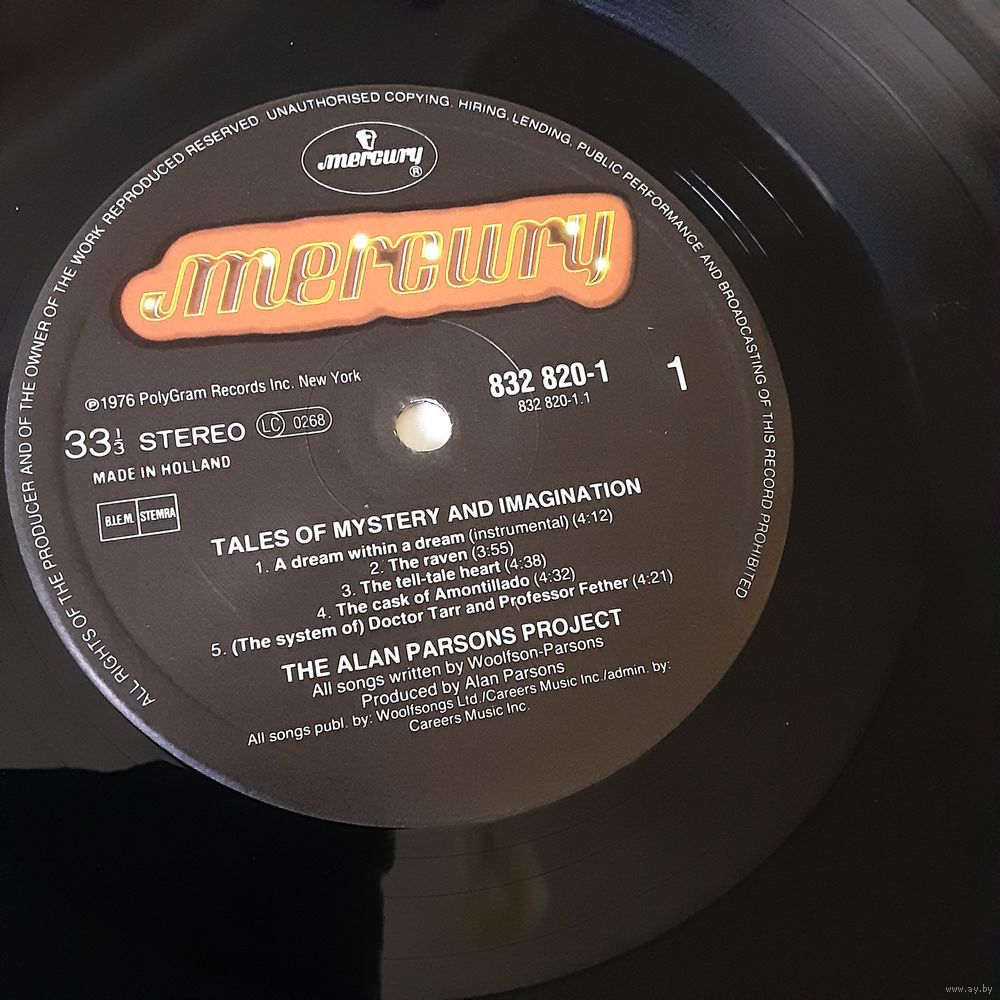 ALL RIGHTS OF THE PRODUCER AND OF THE OWNER OF THE WORK REPRODUCED RESERVED UNAUTHORISED COPYING, HIRING, LENDING, PUBLIC PERFORMANCE AND BROADCASTING OF THIS RECORD PROHIBITED
mercury ®
mercury
℗1976 PolyGram Records Inc. New York
832 820-1
1
832 820-1.1
33⅓ STEREO
LC 0268
MADE IN HOLLAND
B.I.E.M. STEMRA
TALES OF MYSTERY AND IMAGINATION
1. A dream within a dream (instrumental) (4:12)
2. The raven (3:55)
3. The tell-tale heart (4:38)
4. The cask of Amontillado (4:32)
5. (The system of) Doctor Tarr and Professor Fether (4:21)
THE ALAN PARSONS PROJECT
All songs written by Woolfson-Parsons
Produced by Alan Parsons
All songs publ. by: Woolfsongs Ltd./Careers Music Inc./admin. by:
Careers Music Inc.
www.ay.by